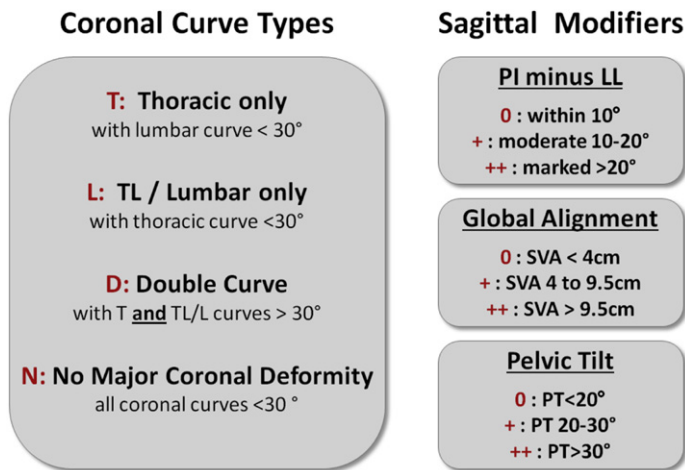 Coronal Curve Types
T: Thoracic only
with lumbar curve < 30°
L: TL / Lumbar only
with thoracic curve <30°
D: Double Curve
with T and TL/L curves > 30°
N: No Major Coronal Deformity
all coronal curves <30 °
Sagittal Modifiers
PI minus LL
0 : within 10°
+ : moderate 10-20°
++ : marked >20°
Global Alignment
0 : SVA < 4cm
+ : SVA 4 to 9.5cm
++ : SVA > 9.5cm
Pelvic Tilt
0 : PT<20°
+ : PT 20-30°
++ : PT>30°